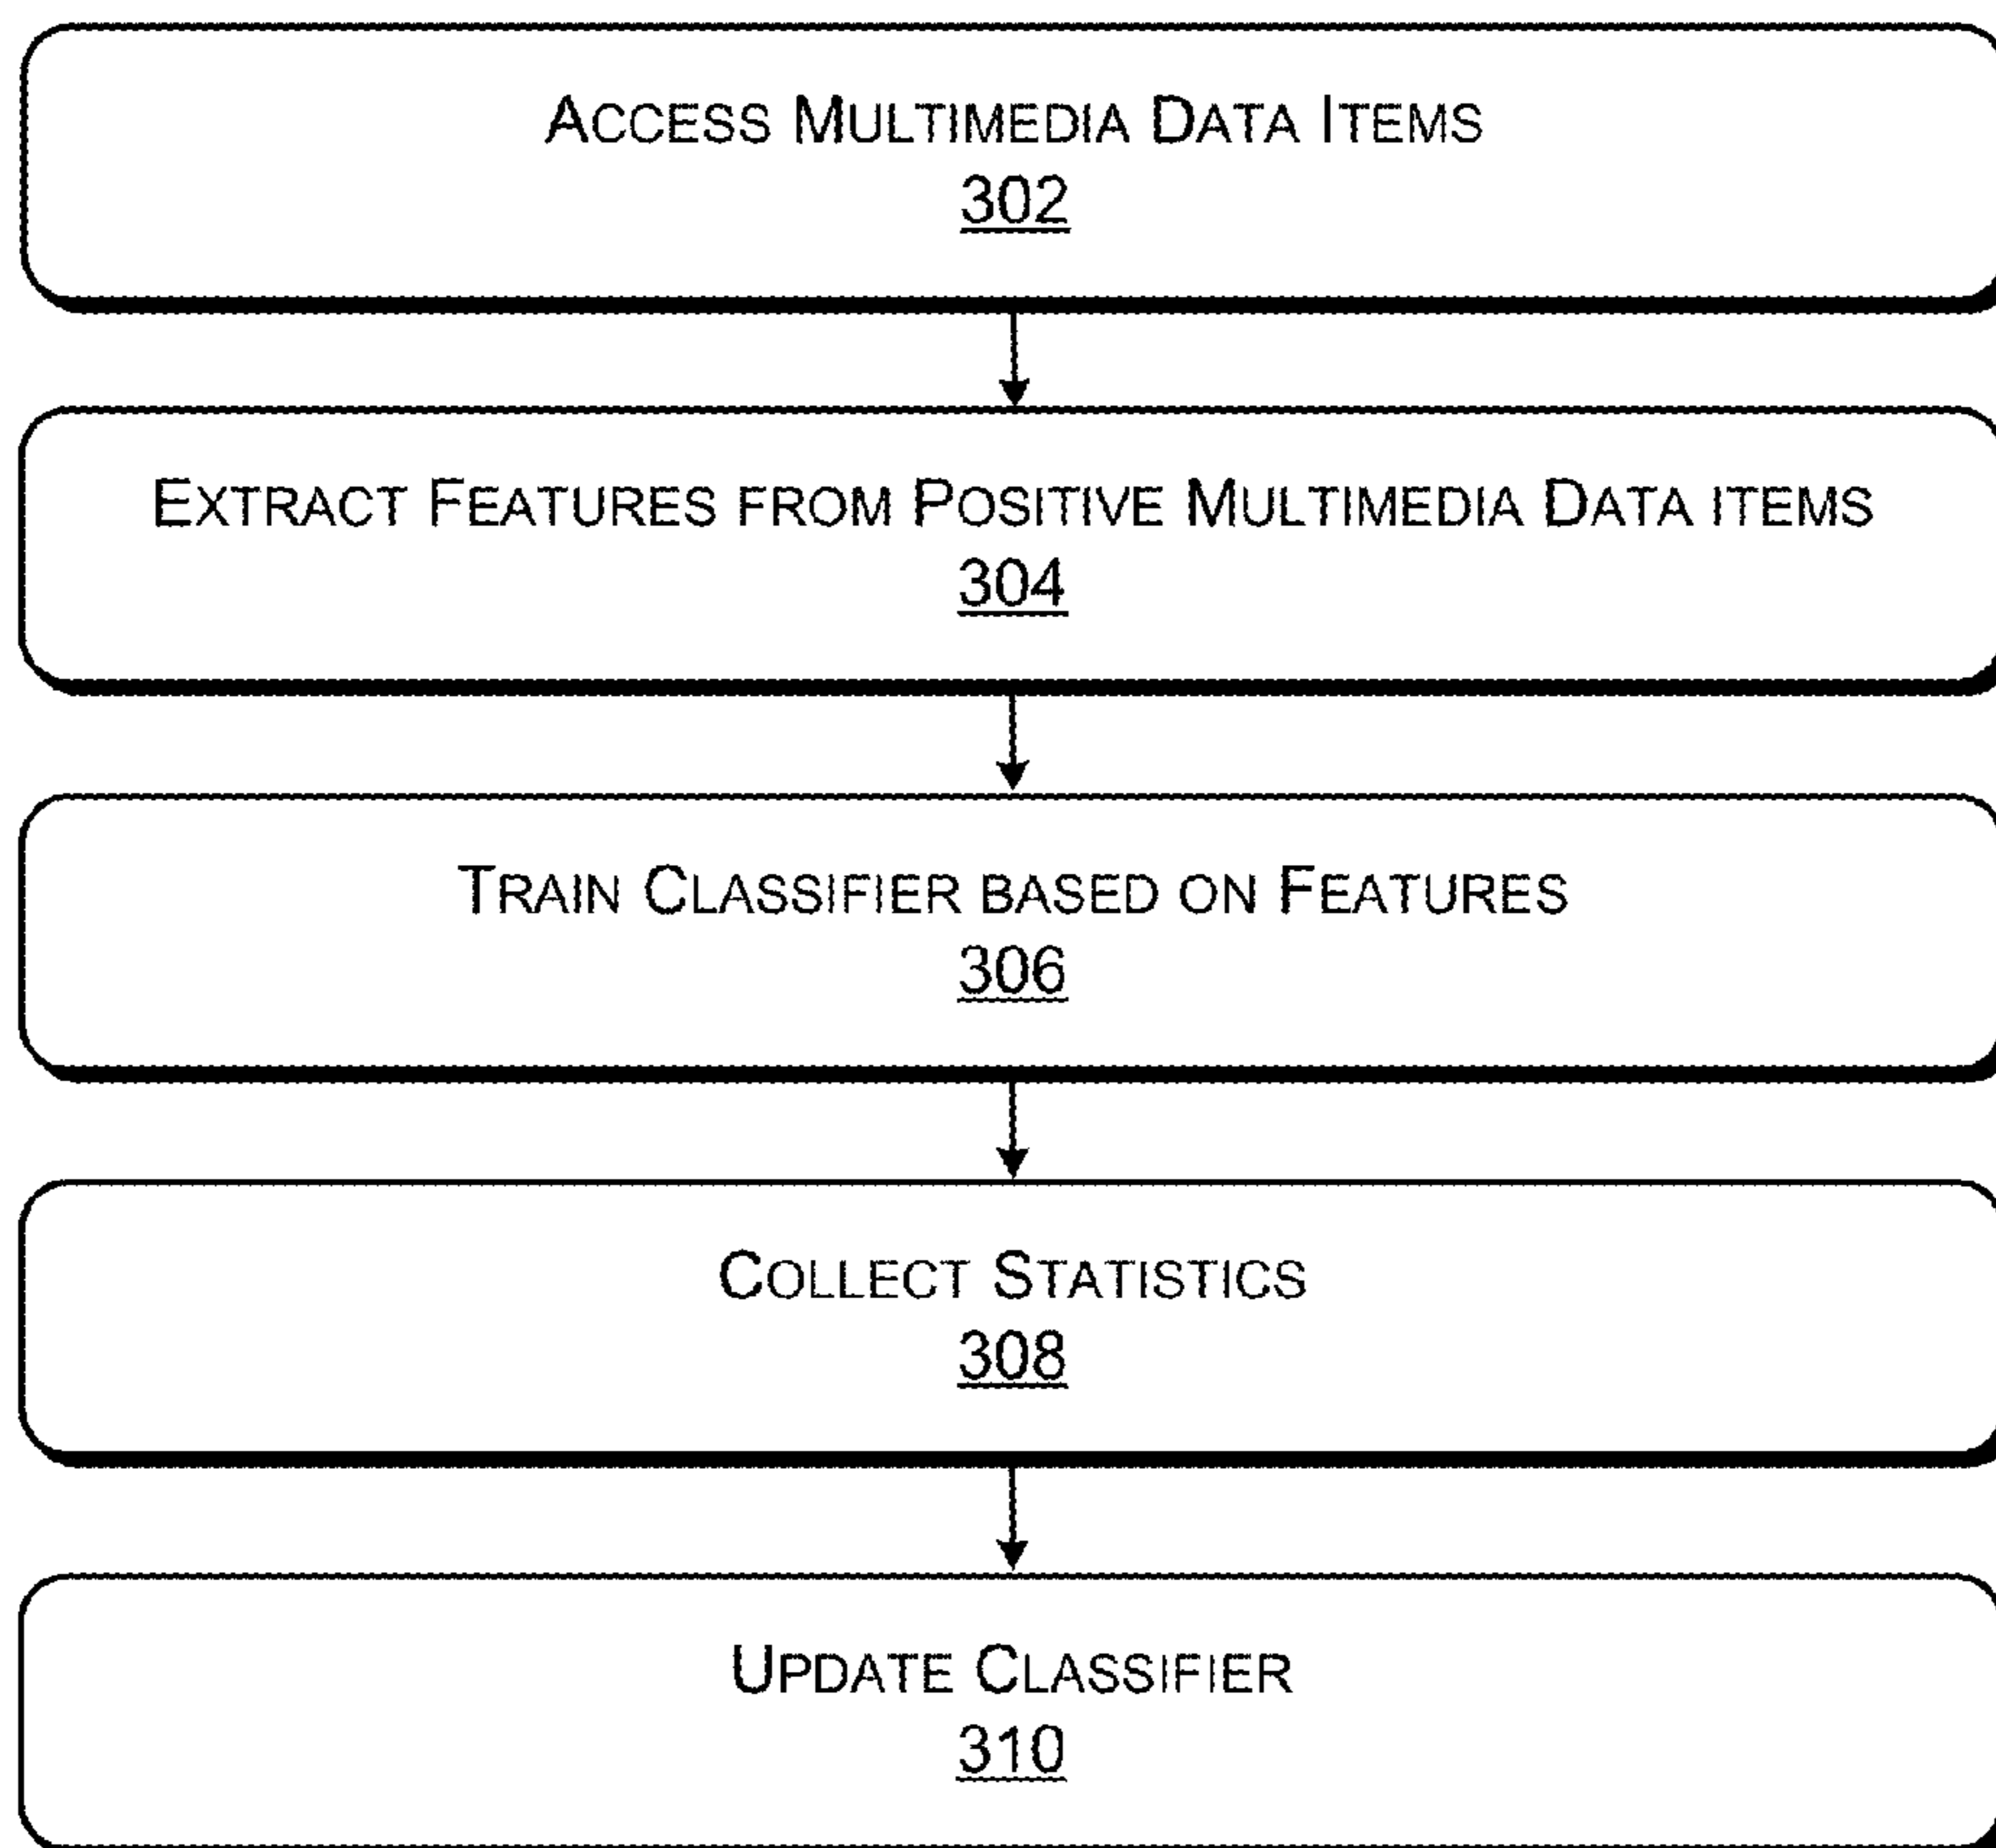 ACCESS MULTIMEDIA DATA ITEMS
302
EXTRACT FEATURES FROM POSITIVE MULTIMEDIA DATA ITEMS
304
TRAIN CLASSIFIER BASED ON FEATURES
306
COLLECT STATISTICS
308
UPDATE CLASSIFIER
310